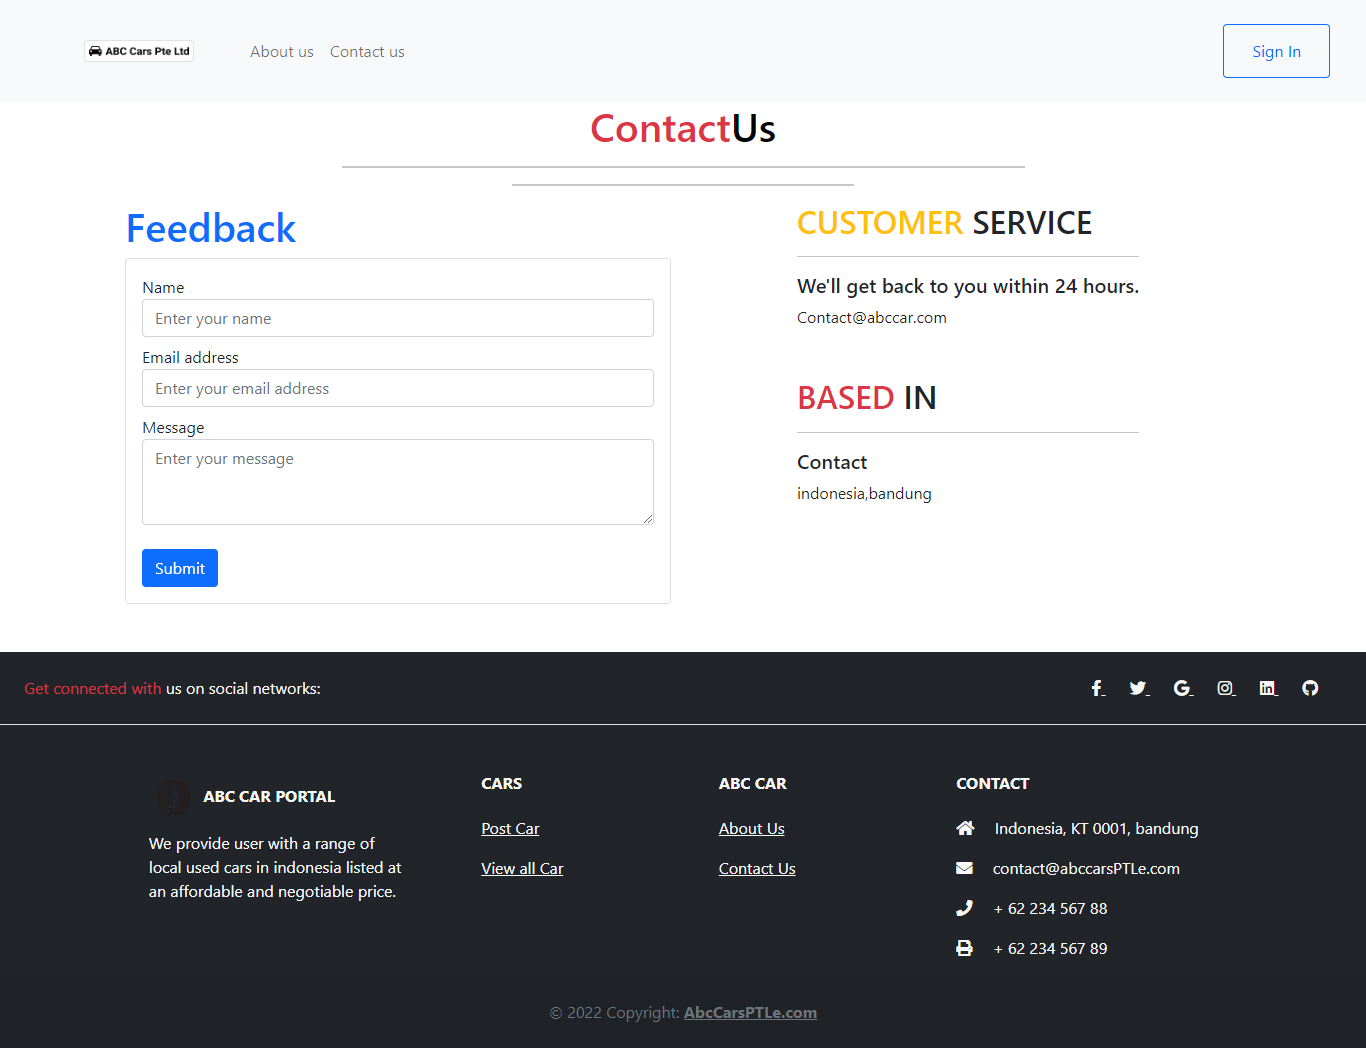 ABC Cars Pte Ltd
About us
Contact us
Sign In
ContactUs
Feedback
Name
Enter your name
Email address
Enter your email address
Message
Enter your message
Submit
CUSTOMER SERVICE
We'll get back to you within 24 hours.
Contact@abccar.com
BASED IN
Contact
indonesia,bandung
Get connected with us on social networks:
ABC CAR PORTAL
We provide user with a range of
local used cars in indonesia listed at
an affordable and negotiable price.
CARS
Post Car
View all Car
ABC CAR
About Us
Contact Us
CONTACT
Indonesia, KT 0001, bandung
contact@abccarsPTLe.com
+ 62 234 567 88
+ 62 234 567 89
© 2022 Copyright: AbcCarsPTLe.com